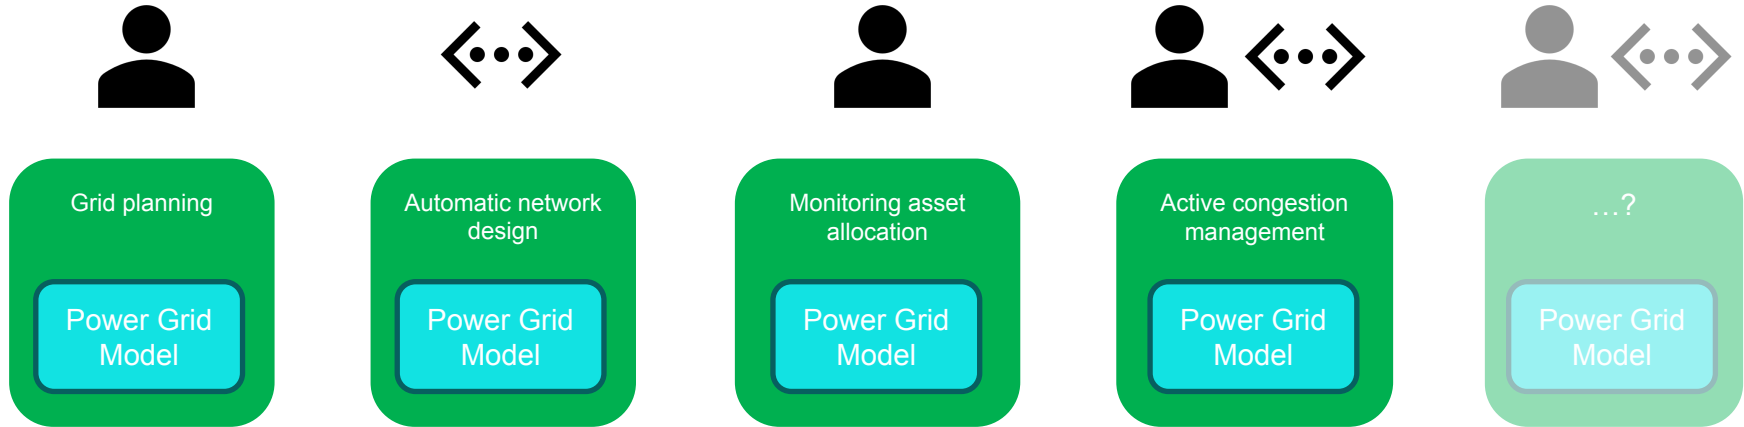 Grid planning
Power Grid
Model
Automatic network
design
Power Grid
Model
Monitoring asset
allocation
Power Grid
Model
Active congestion
management
Power Grid
Model
…?
Power Grid
Model